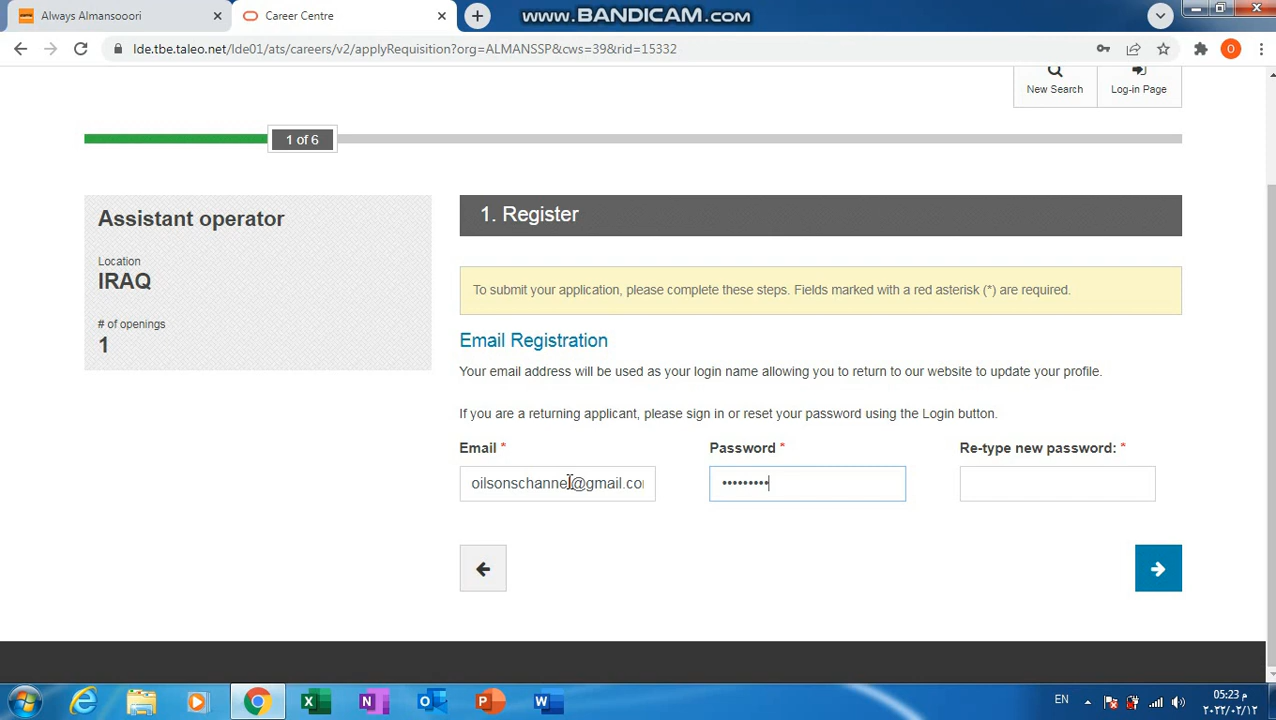 Always Almansooori
Career Centre
www.BANDICAM.com
lde.tbe.taleo.net/lde01/ats/careers/v2/applyRequisition?org=ALMANSSP&cws=39&rid=15332
O
New Search
Log-in Page
1 of 6
Assistant operator
Location
IRAQ
# of openings
1
1. Register
To submit your application, please complete these steps. Fields marked with a red asterisk (*) are required.
Email Registration
Your email address will be used as your login name allowing you to return to our website to update your profile.
If you are a returning applicant, please sign in or reset your password using the Login button.
Email *
Password *
Re-type new password: *
oilsonschannel@gmail.co
•••••••••
EN
05:23 م
٢٠٢٢/٠٢/١٢